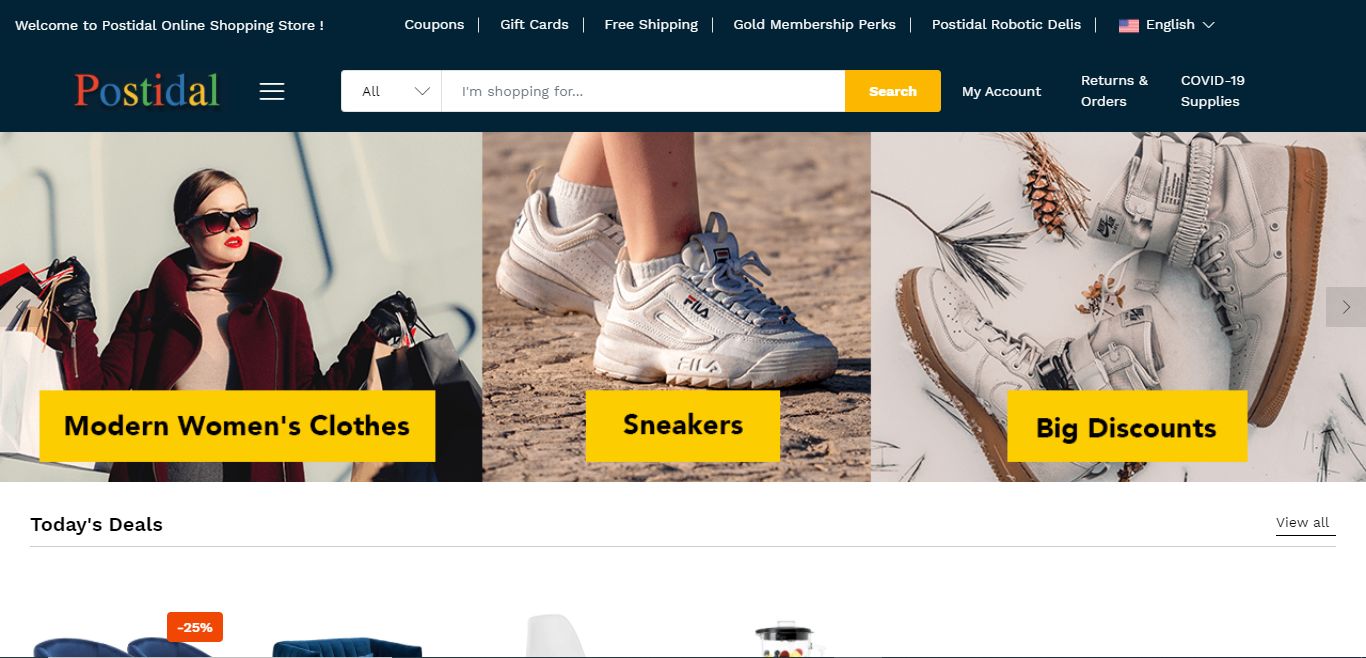 Welcome to Postidal Online Shopping Store !
Coupons
Gift Cards
Free Shipping
Gold Membership Perks
Postidal Robotic Delis
English
Postidal
All
I'm shopping for...
Search
My Account
Returns &
Orders
COVID-19
Supplies
FILA
FILA
Modern Women's Clothes
Sneakers
Big Discounts
Today's Deals
View all
-25%